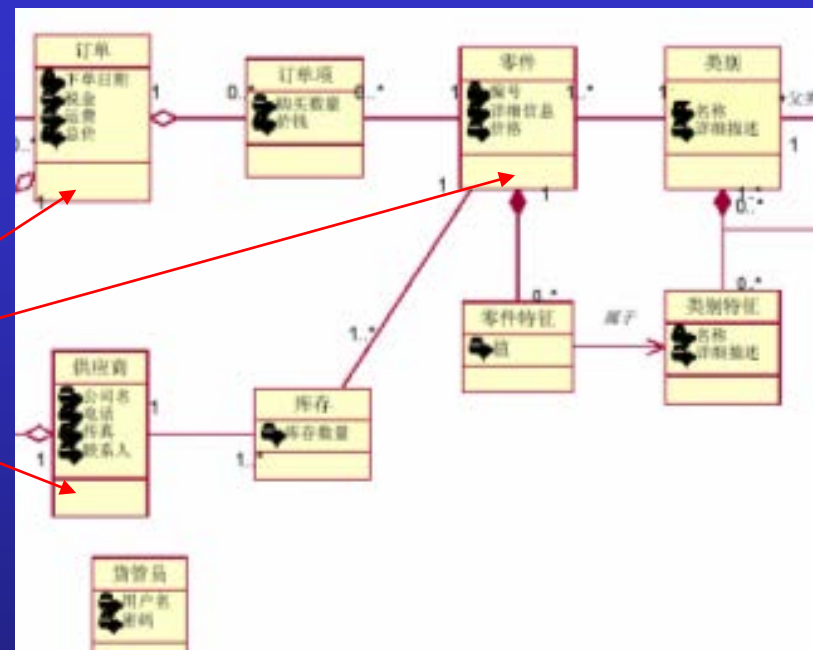 订单
下单日期
税金
运费
总价
1
0..*
订单项
购买数量
价钱
0..*
1
零件
编号
详细信息
价格
1..*
1
类别
名称
详细描述
+父类
1
0..*
1
1
1
1..*
0..*
1..*
0..*
零件特征
值
0..*
属于
类别特征
名称
详细描述
供应商
公司名
电话
传真
联系人
1
1
1..*
库存
库存数量
货管员
用户名
密码